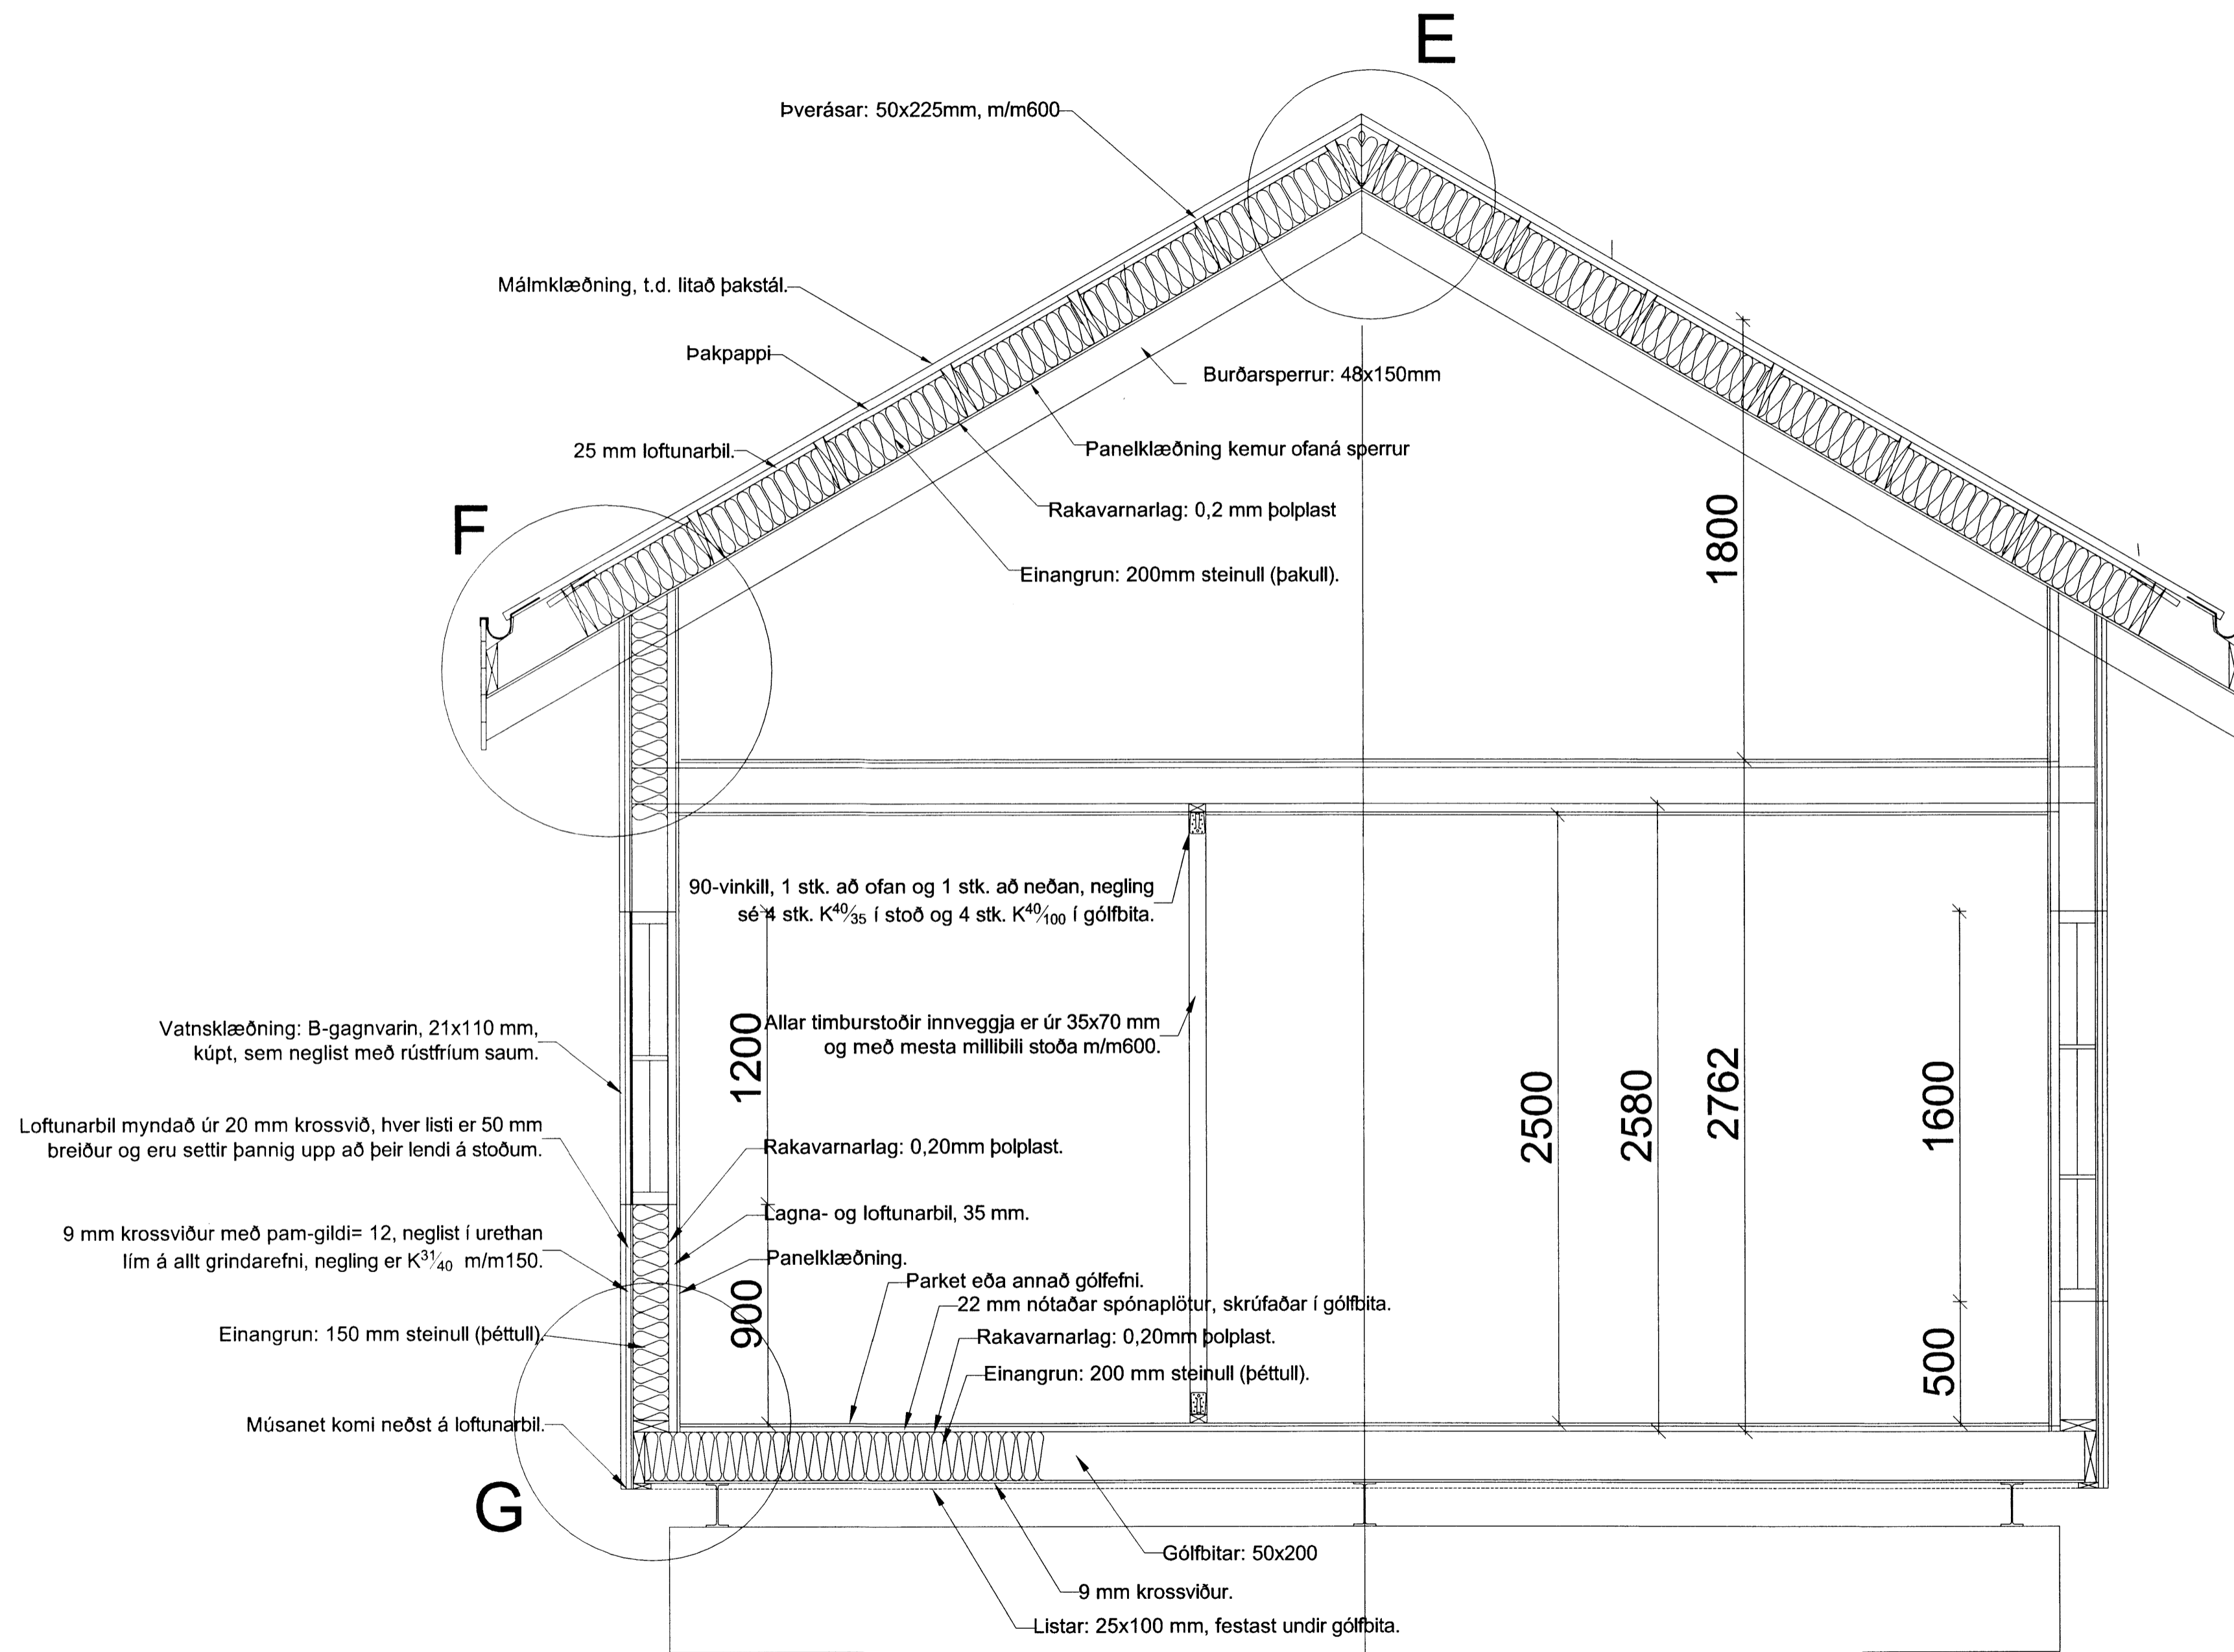 E
Þverásar: 50x225mm, m/m600
Málmklæðning, t.d. litað þakstál.
Þakpappi
Burðarsperrur: 48x150mm
25 mm loftunarbil.
Panelklæðning kemur ofaná sperrur
F
Rakavarnarlag: 0,2 mm þolplast
1800
Einangrun: 200mm steinull (þakull).
90-vinkill, 1 stk. að ofan og 1 stk. að neðan, negling
sé 4 stk. K40/35 í stoð og 4 stk. K40/100 í gólfbita.
Vatnsklæðning: B-gagnvarin, 21x110 mm,
kúpt, sem neglist með rústfríum saum.
1200
Allar timburstoðir innveggja er úr 35x70 mm
og með mesta millibili stoða m/m600.
2500
2580
2762
1600
Loftunarbil myndað úr 20 mm krossvið, hver listi er 50 mm
breiður og eru settir þannig upp að þeir lendi á stoðum.
Rakavarnarlag: 0,20mm þolplast.
Lagna- og loftunarbil, 35 mm.
9 mm krossviður með pam-gildi= 12, neglist í urethan
lím á allt grindarefni, negling er K31/40 m/m150.
Panelklæðning.
Parket eða annað gólfefni.
900
22 mm nótaðar spónaplötur, skrúfaðar í gólfbita.
Einangrun: 150 mm steinull (þéttull).
Rakavarnarlag: 0,20mm þolplast.
500
Einangrun: 200 mm steinull (þéttull).
Músanet komi neðst á loftunarbil.
G
Gólfbitar: 50x200
9 mm krossviður.
Listar: 25x100 mm, festast undir gólfbita.